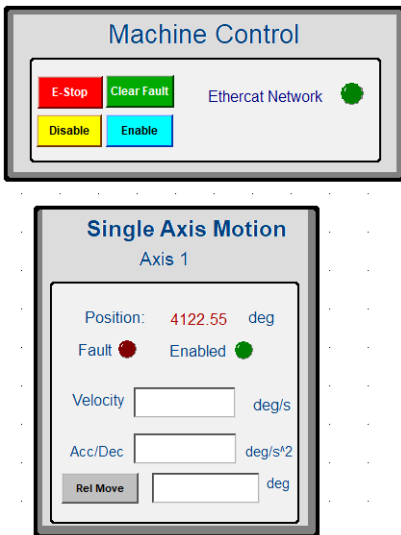 Machine Control
E-Stop Clear Fault Ethercat Network
Disable Enable
Single Axis Motion
Axis 1
Position: 4122.55 deg
Fault Enabled
Velocity deg/s
Acc/Dec deg/s^2
Rel Move deg